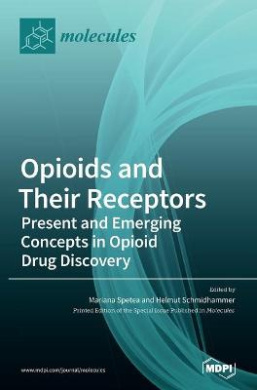 molecules
Opioids and
Their Receptors
Present and Emerging
Concepts in Opioid
Drug Discovery
Edited by
Mariana Spetea and Helmut Schmidhammer
Printed Edition of the Special Issue Published in Molecules
www.mdpi.com/journal/molecules
MDPI